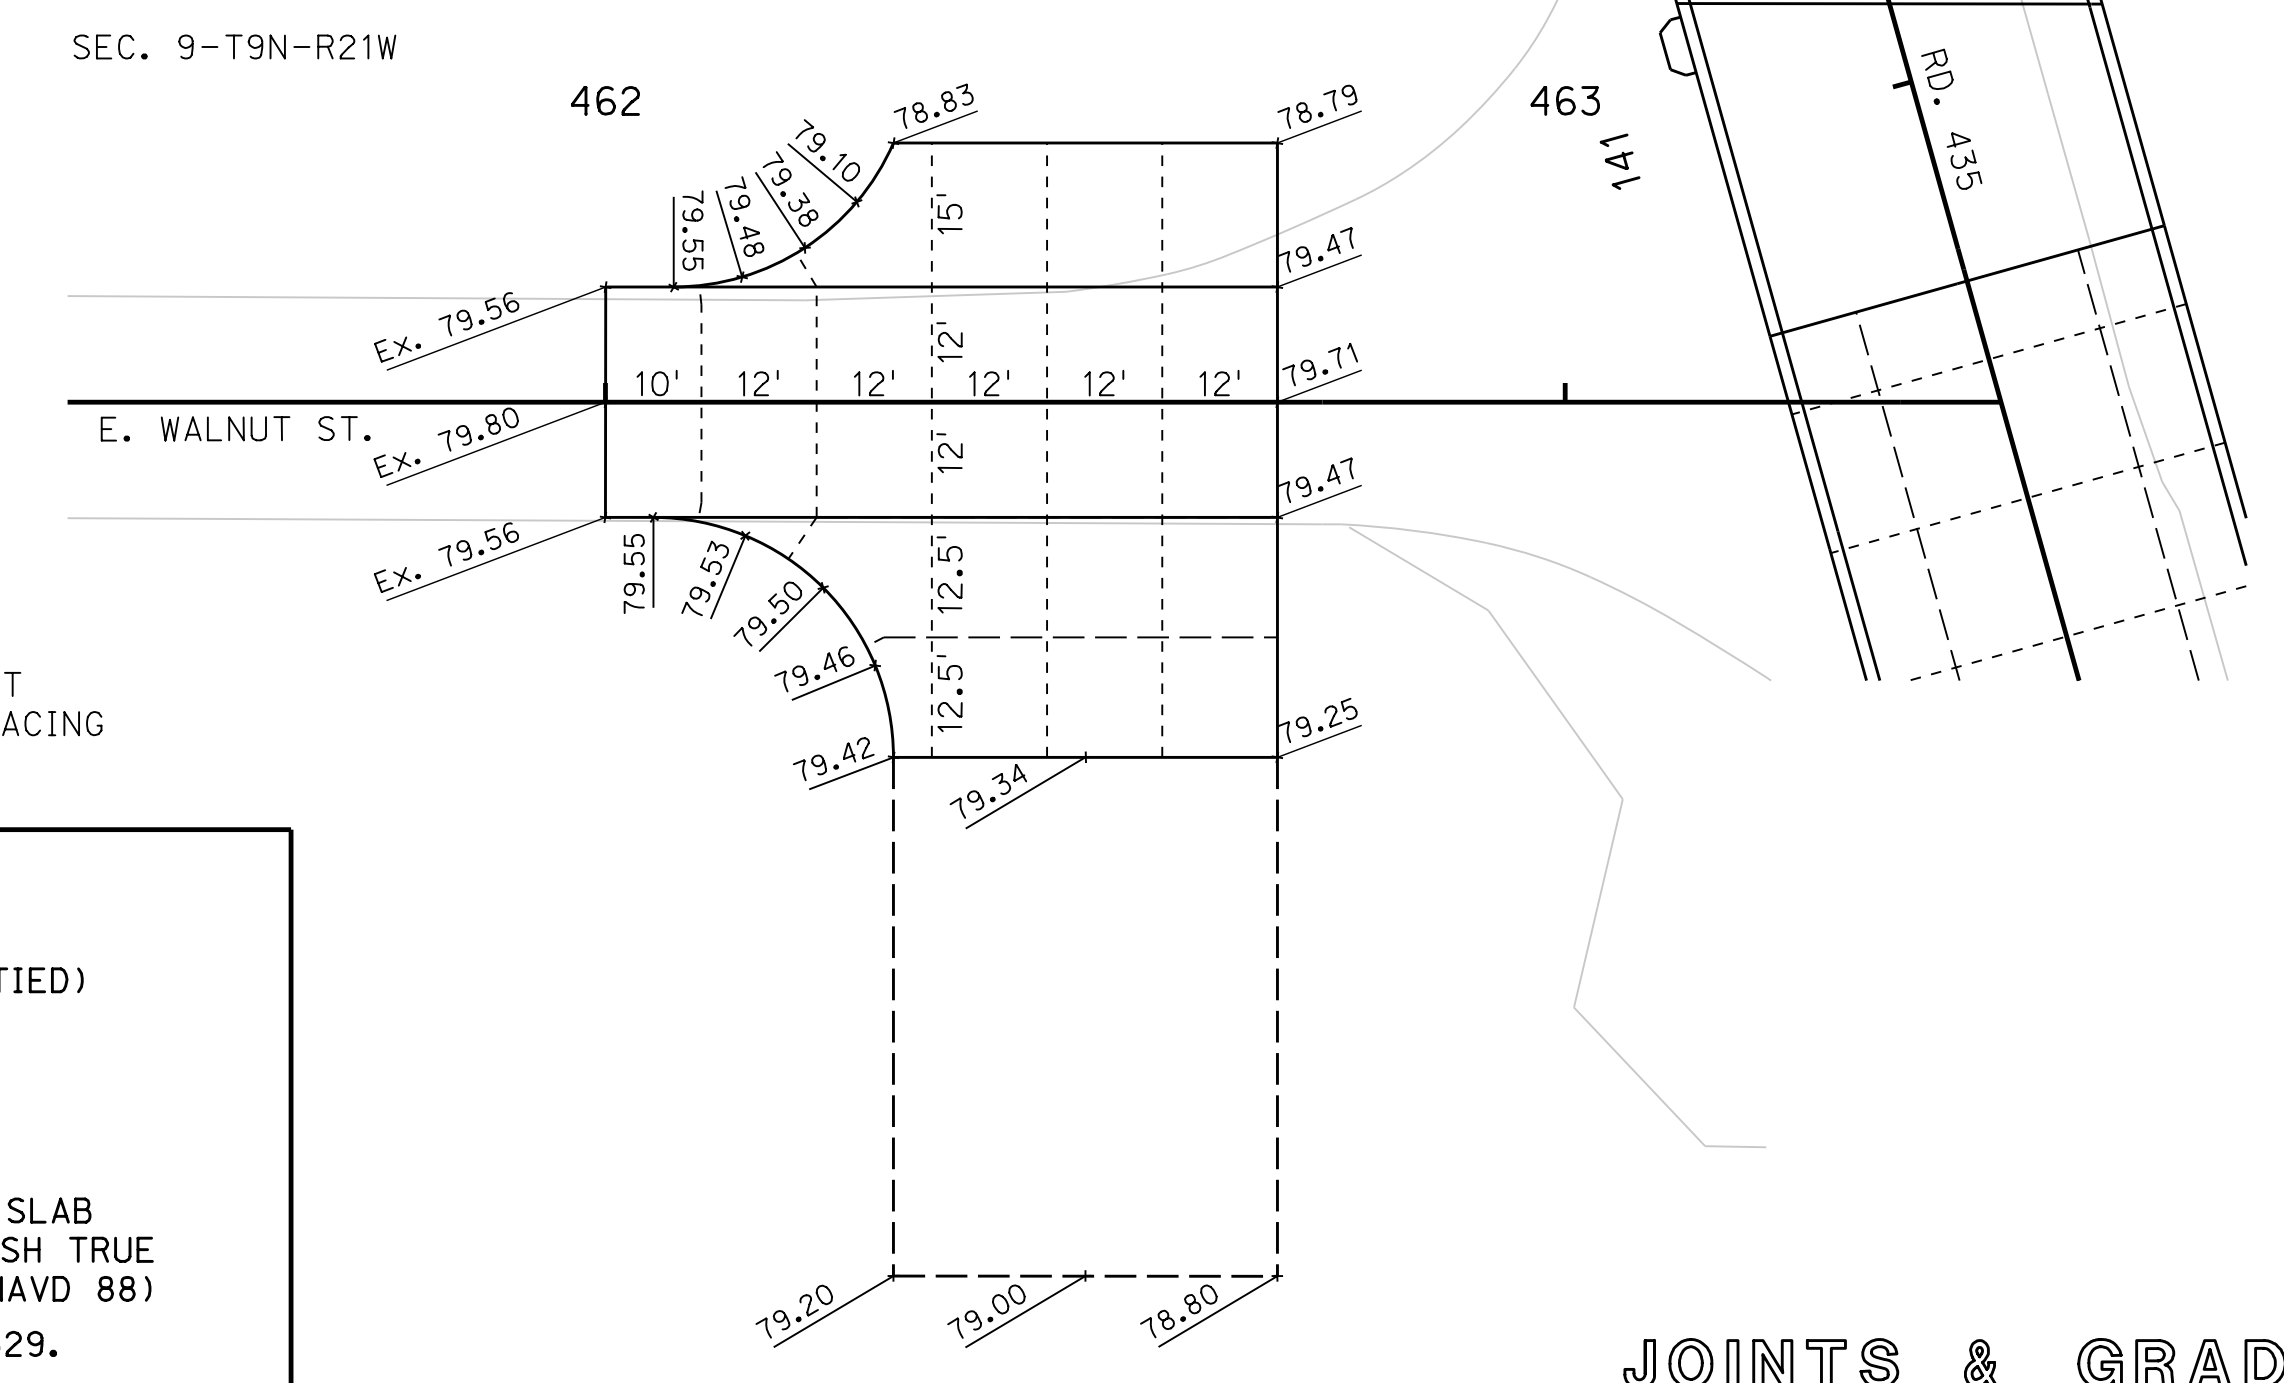 SEC. 9-T9N-R21W
462
463
141
RD. 435
78.83
78.79
79.10
79.38
79.48
79.55
15'
79.47
Ex. 79.56
12'
79.71
10' 12' 12' 12' 12' 12'
E. WALNUT ST.
Ex. 79.80
12'
79.47
Ex. 79.56
79.55
79.53
79.50
79.46
79.42
12.5'
12.5'
79.25
79.34
T
ACING
TIED)
SLAB
SH TRUE
NAVD 88)
29.
79.20
79.00
78.80
JOINTS & GRAD